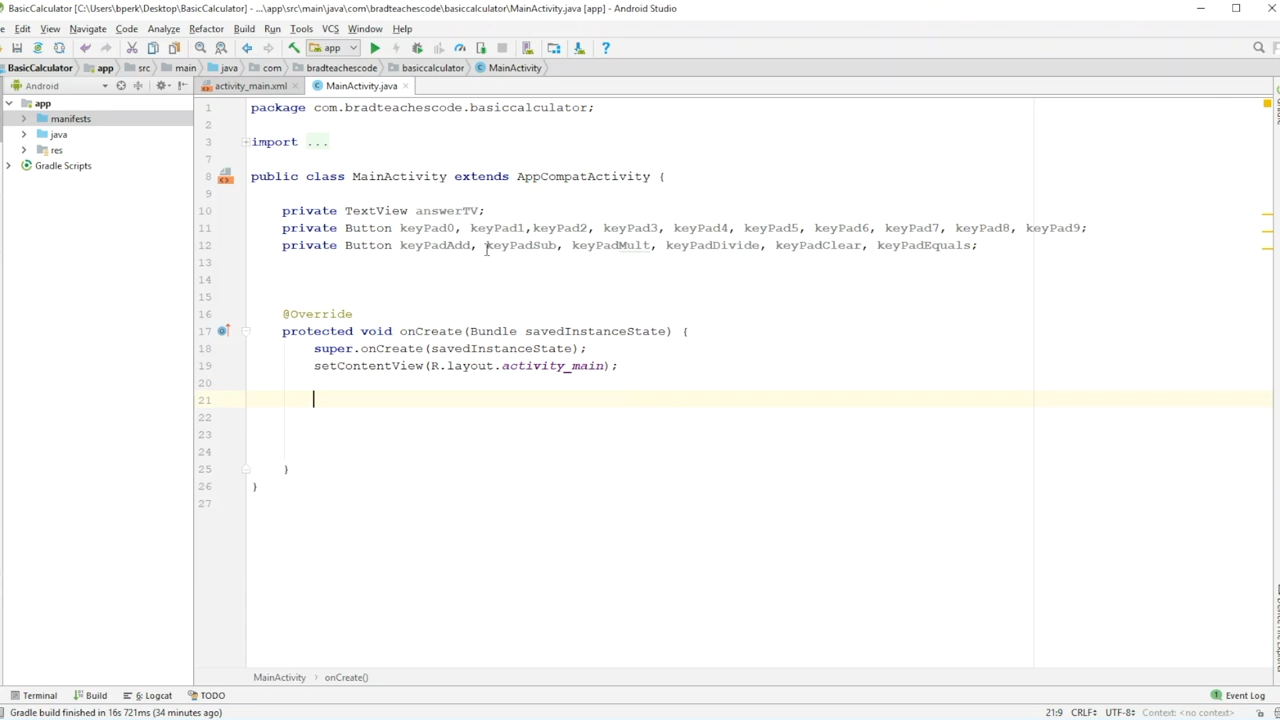 BasicCalculator [C:\Users\bperk\Desktop\BasicCalculator] - ...\app\src\main\java\com\bradteachescode\basiccalculator\MainActivity.java [app] - Android Studio
Edit View Navigate Code Analyze Refactor Build Run Tools VCS Window Help
app
BasicCalculator app src main java com bradteachescode basiccalculator MainActivity
Android activity_main.xml MainActivity.java
app
manifests
java
res
Gradle Scripts
1 package com.bradteachescode.basiccalculator;
2
3 import ...
7
8 public class MainActivity extends AppCompatActivity {
9
10 private TextView answerTV;
11 private Button keyPad0, keyPad1,keyPad2, keyPad3, keyPad4, keyPad5, keyPad6, keyPad7, keyPad8, keyPad9;
12 private Button keyPadAdd, keyPadSub, keyPadMult, keyPadDivide, keyPadClear, keyPadEquals;
13
14
15
16 @Override
17 protected void onCreate(Bundle savedInstanceState) {
18 super.onCreate(savedInstanceState);
19 setContentView(R.layout.activity_main);
20
21
22
23
24
25 }
26 }
27
MainActivity onCreate()
Terminal Build 6: Logcat TODO 1 Event Log
Gradle build finished in 16s 721ms (34 minutes ago) 21:9 CRLF UTF-8 Context: <no context>